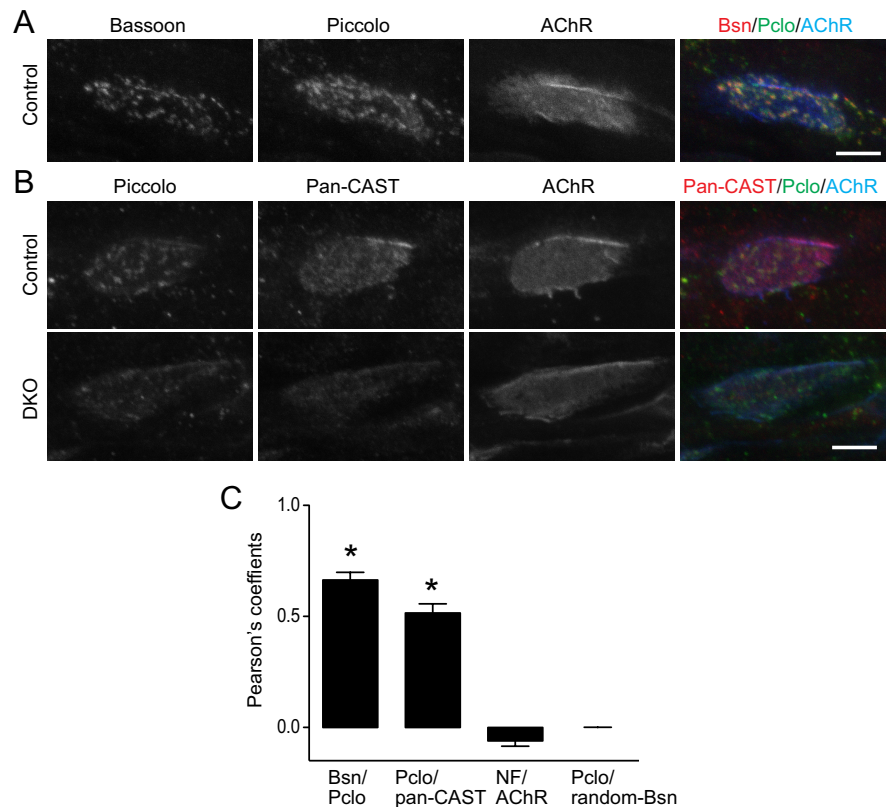 A
Bassoon Piccolo AChR Bsn/Pclo/AChR
Control
B
Piccolo Pan-CAST AChR Pan-CAST/Pclo/AChR
Control
DKO
C
Pearson's coeffients
1.0
0.5
0.0
* *
Bsn/ Pclo/ NF/ Pclo/
Pclo pan-CAST AChR random-Bsn